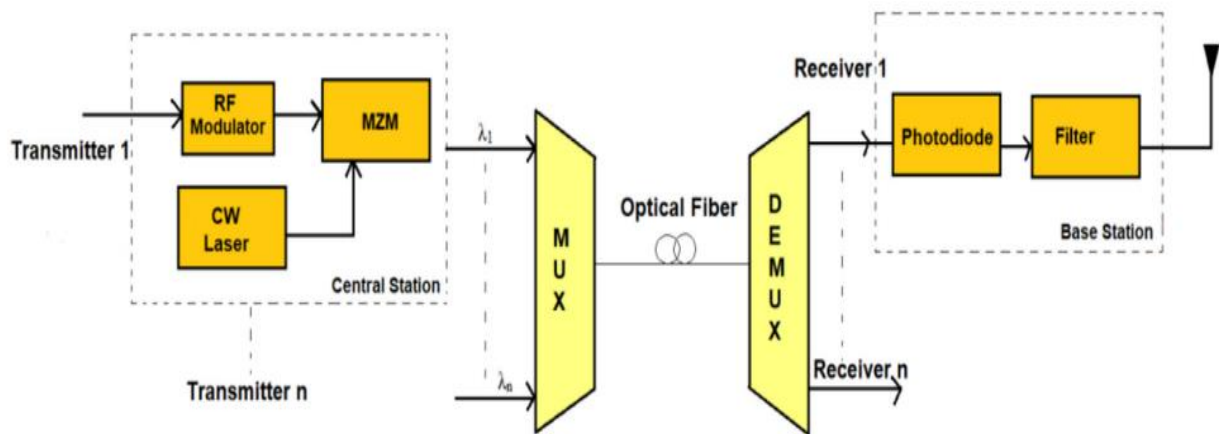 Transmitter 1
RF
Modulator
MZM
CW
Laser
Central Station
Transmitter n
λ1
λn
M
U
X
Optical Fiber
D
E
M
U
X
Receiver 1
Photodiode
Filter
Base Station
Receiver n